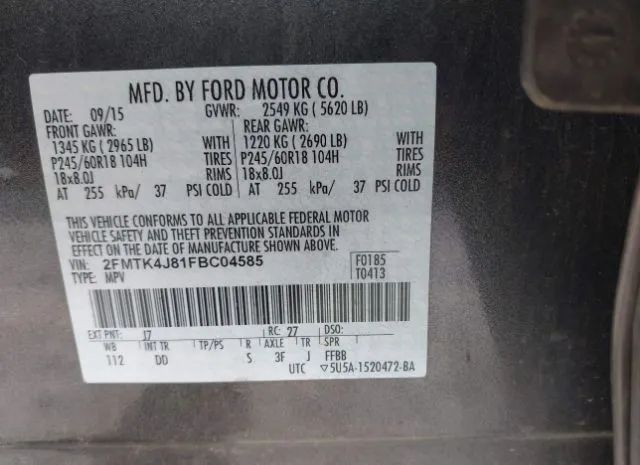 MFD. BY FORD MOTOR CO.
DATE: 09/15 GVWR: 2549 KG ( 5620 LB)
FRONT GAWR: REAR GAWR:
1345 KG ( 2965 LB) WITH 1220 KG ( 2690 LB) WITH
P245/60R18 104H TIRES P245/60R18 104H TIRES
18x8.0J RIMS 18x8.0J RIMS
AT 255 kPa/ 37 PSI COLD AT 255 kPa/ 37 PSI COLD
THIS VEHICLE CONFORMS TO ALL APPLICABLE FEDERAL MOTOR
VEHICLE SAFETY AND THEFT PREVENTION STANDARDS IN
EFFECT ON THE DATE OF MANUFACTURE SHOWN ABOVE.
VIN: 2FMTK4J81FBC04585 F0185
TYPE: MPV T0413
EXT PNT: J7 RC: 27 DSO:
WB INT TR TP/PS R AXLE TR SPR
112 DD S 3F J FFBB
UTC ▽5U5A-1520472-BA